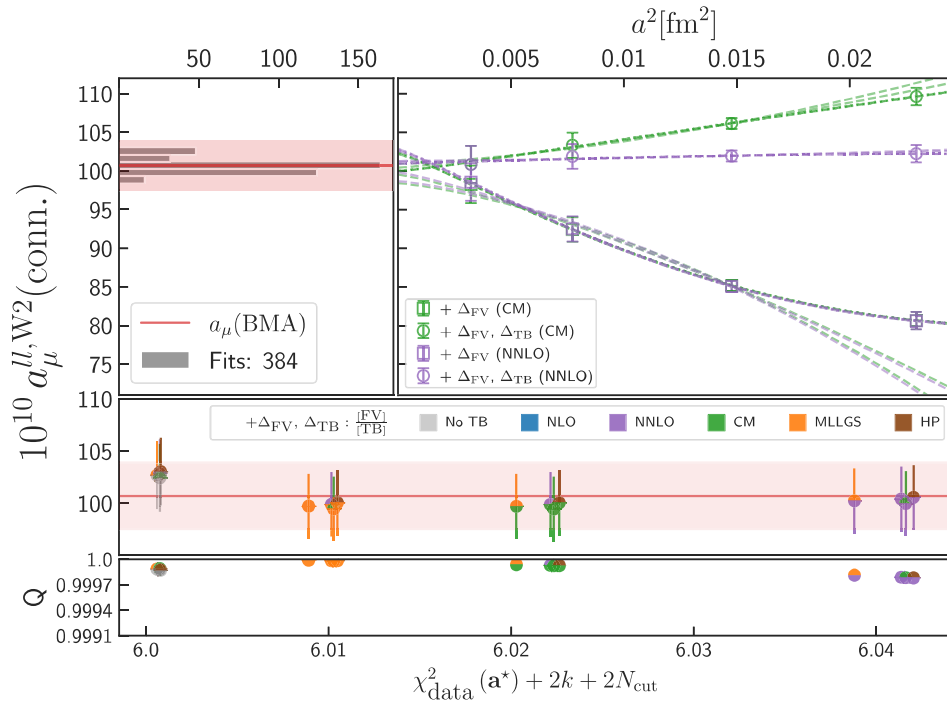 a² [fm²]
50 100 150
0.005 0.010 0.015 0.02
10¹⁰ a_μ^{ll,W2}(conn.)
110
105
100
95
90
85
80
75
a_μ(BMA)
Fits: 384
+ Δ_FV (CM)
+ Δ_FV, Δ_TB (CM)
+ Δ_FV (NNLO)
+ Δ_FV, Δ_TB (NNLO)
110
105
100
+Δ_FV, Δ_TB : [FV]/[TB] No TB NLO NNLO CM MLLGS HP
Q
1.0
0.9997
0.9994
0.9991
6.0 6.01 6.02 6.03 6.04
χ²_data (a*) + 2k + 2N_cut